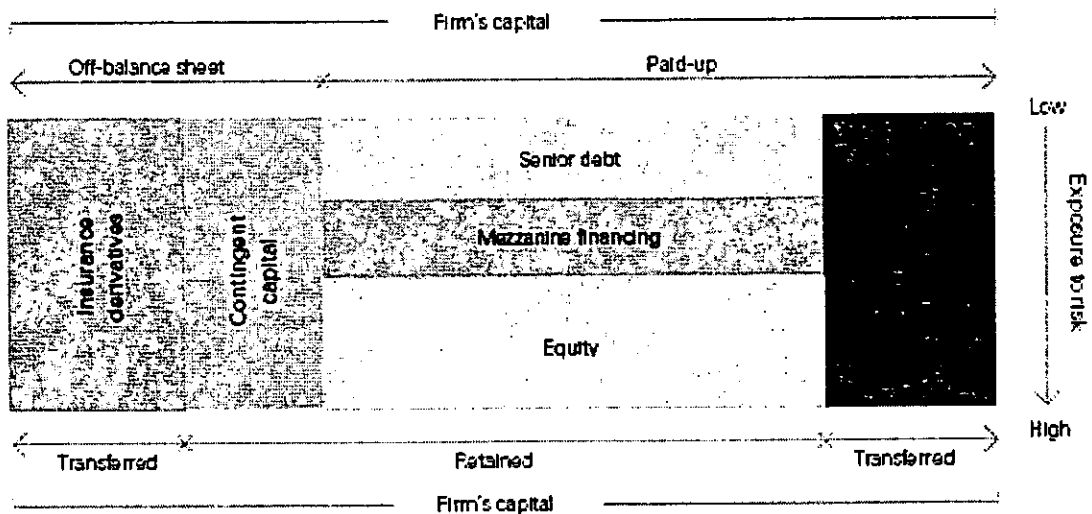 Firm's capital
Off-balance sheet
Paid-up
Low
Senior debt
Mezzanine financing
Insurance
derivatives
Contingent
capital
Equity
Exposure to risk
High
Transferred
Retained
Transferred
Firm's capital